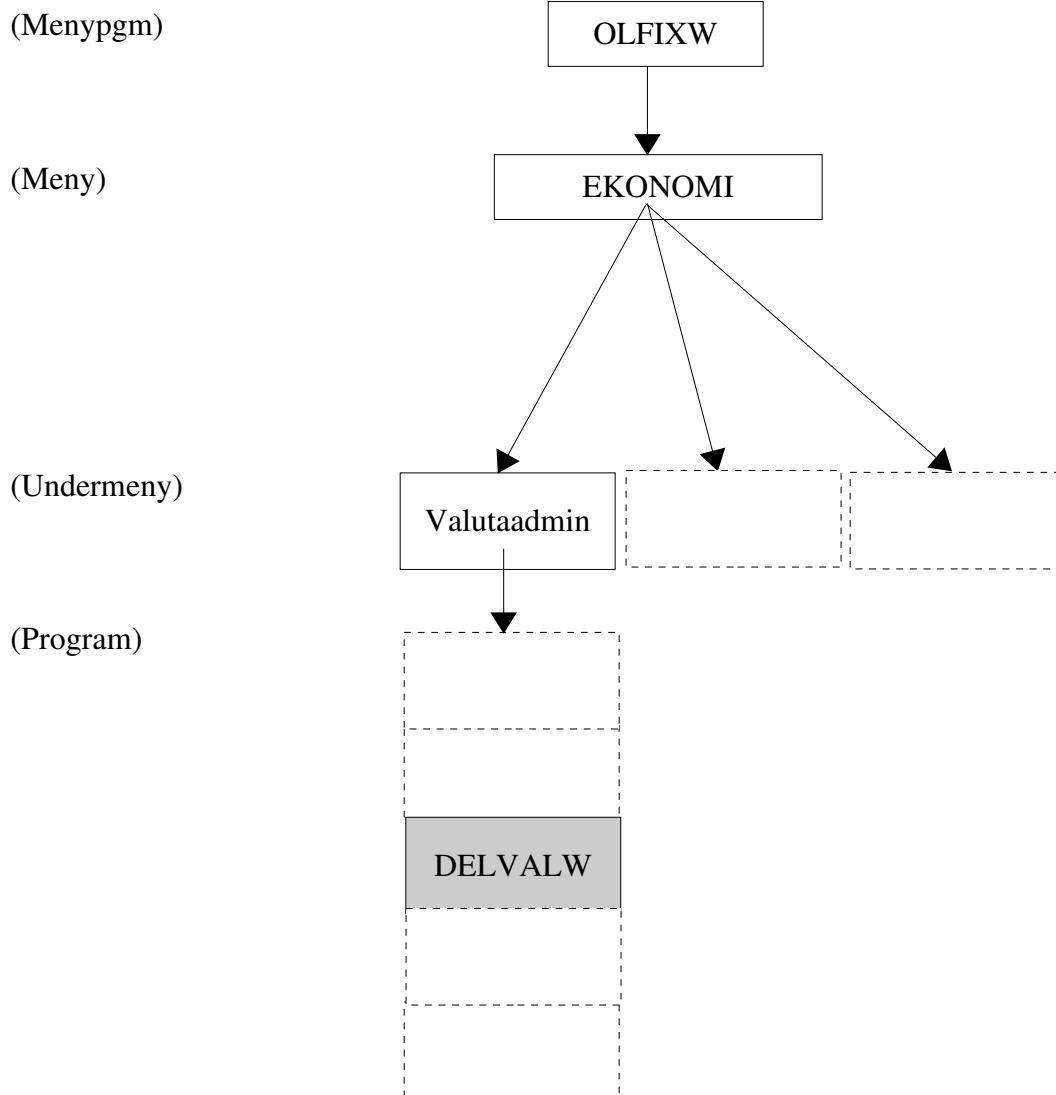 (Menypgm)
OLFIXW
(Meny)
EKONOMI
(Undermeny)
Valutaadmin
(Program)
DELVALW